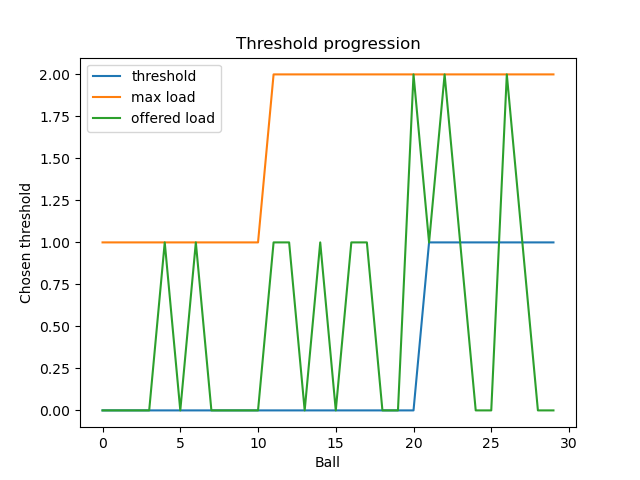 Threshold progression
threshold
max load
offered load
Chosen threshold
2.00
1.75
1.50
1.25
1.00
0.75
0.50
0.25
0.00
0 5 10 15 20 25 30
Ball